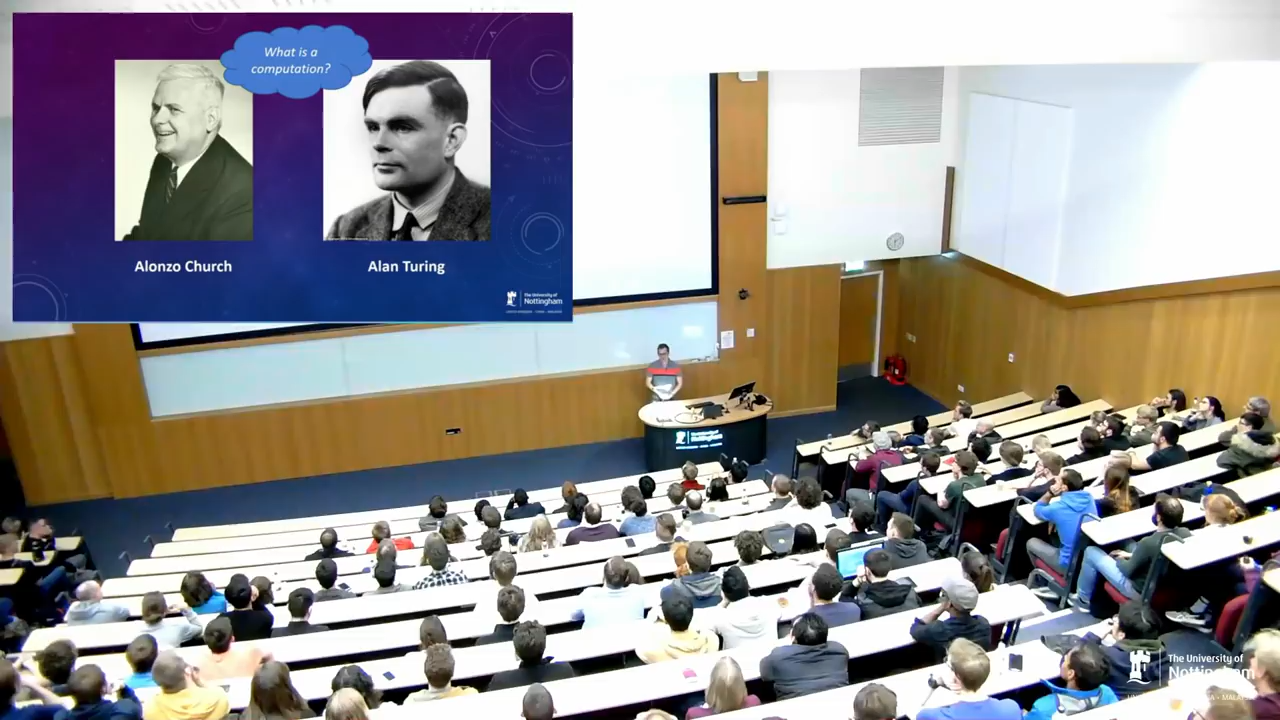 What is a
computation?
Alonzo Church
Alan Turing
The University of
Nottingham
The University of
Nottingham